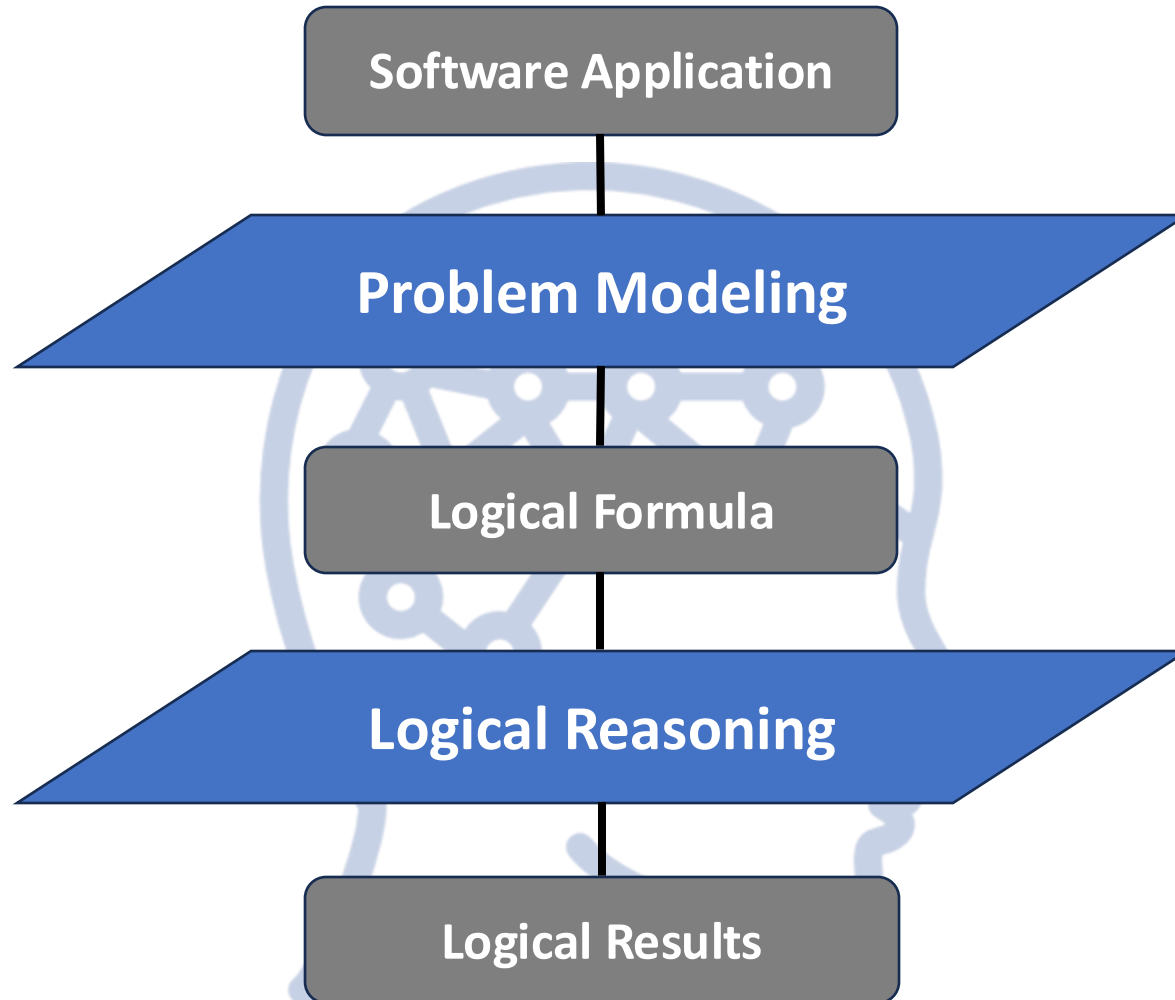 Software Application
Problem Modeling
Logical Formula
Logical Reasoning
Logical Results